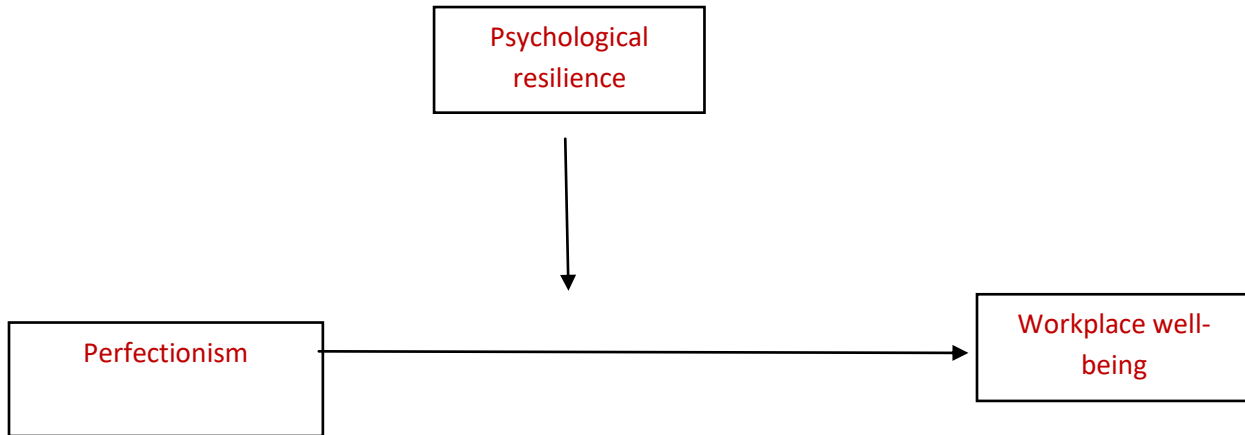 Psychological
resilience
Perfectionism
Workplace well-
being